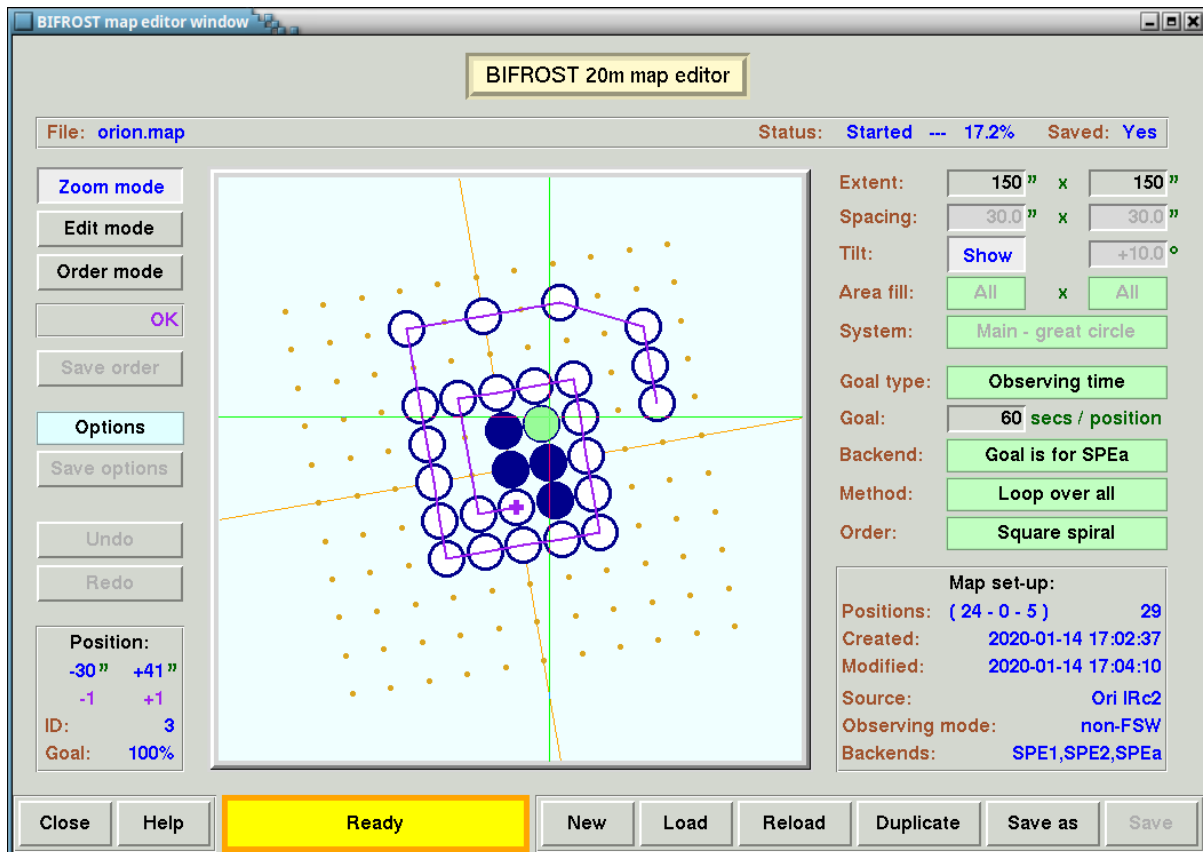 BIFROST map editor window
BIFROST 20m map editor
File: orion.map Status: Started --- 17.2% Saved: Yes
Zoom mode
Edit mode
Order mode
OK
Save order
Options
Save options
Undo
Redo
Position:
-30" +41"
-1 +1
ID: 3
Goal: 100%
Extent: 150" x 150"
Spacing: 30.0" x 30.0"
Tilt: Show +10.0°
Area fill: All x All
System: Main - great circle
Goal type: Observing time
Goal: 60 secs / position
Backend: Goal is for SPEa
Method: Loop over all
Order: Square spiral
Map set-up:
Positions: ( 24 - 0 - 5 ) 29
Created: 2020-01-14 17:02:37
Modified: 2020-01-14 17:04:10
Source: Ori IRc2
Observing mode: non-FSW
Backends: SPE1,SPE2,SPEa
Close Help Ready New Load Reload Duplicate Save as Save